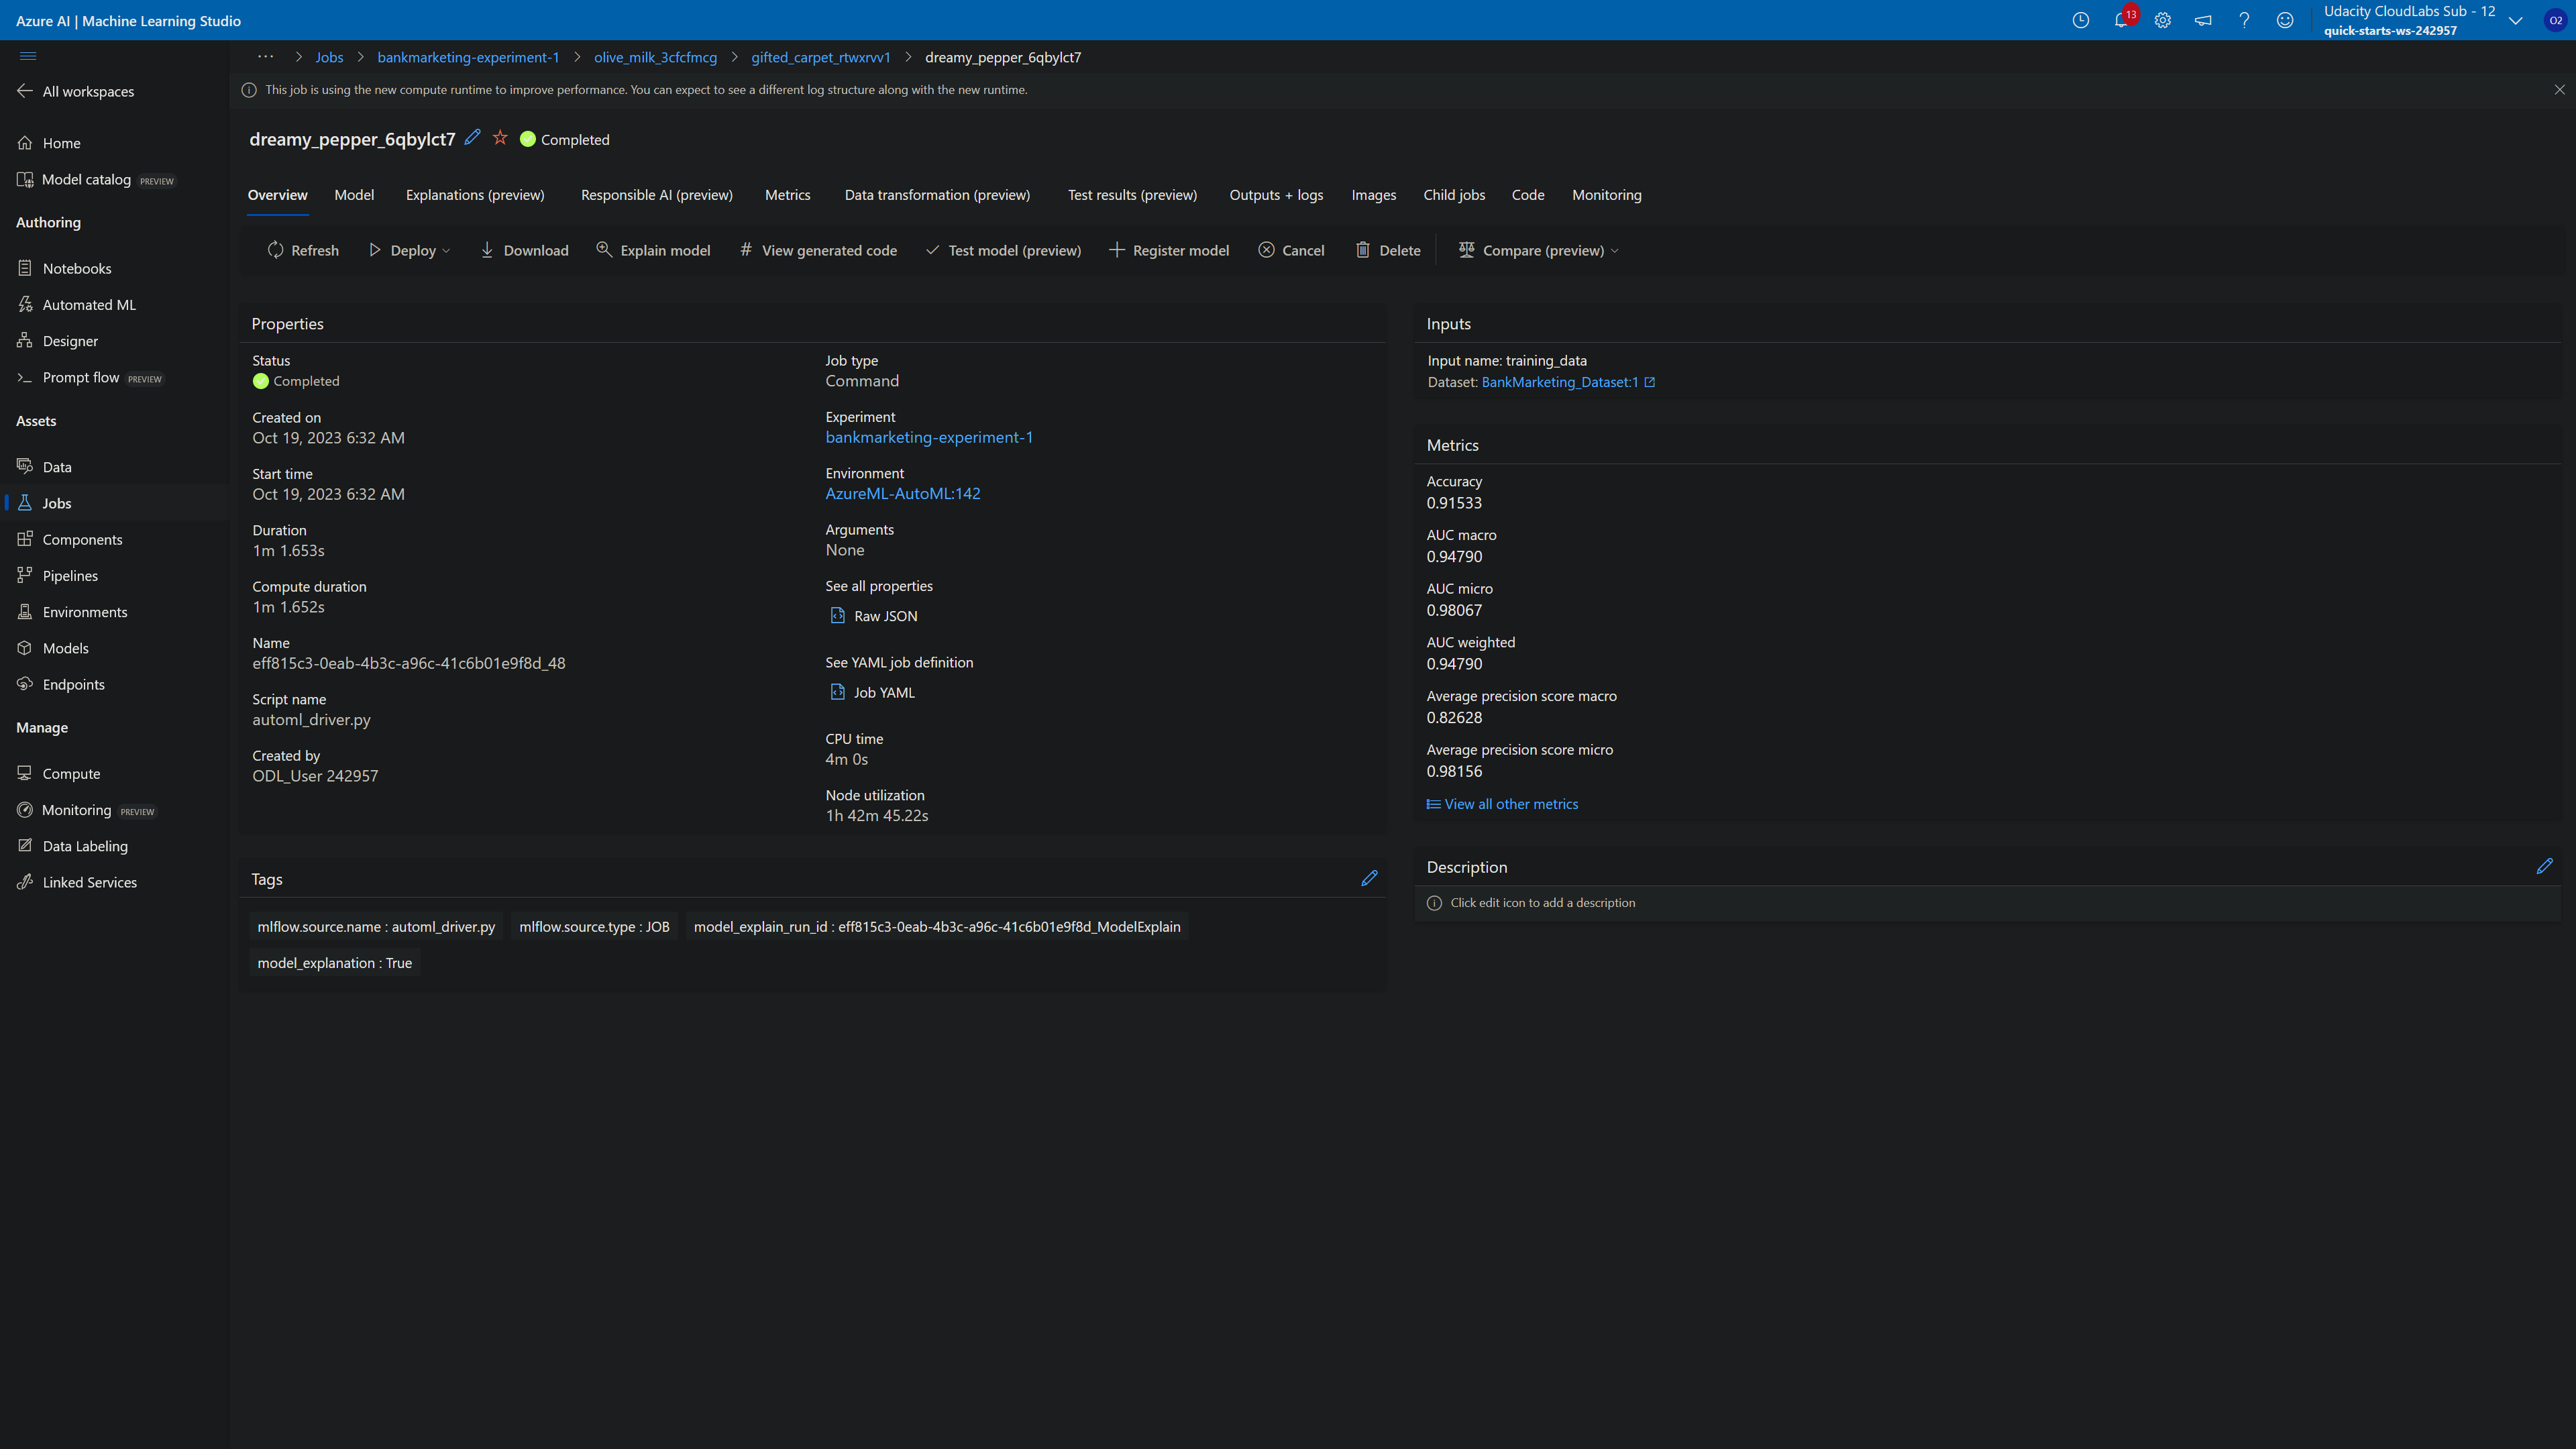 Azure AI | Machine Learning Studio
13
Udacity CloudLabs Sub - 12
quick-starts-ws-242957
O2
All workspaces
Home
Model catalog PREVIEW
Authoring
Notebooks
Automated ML
Designer
Prompt flow PREVIEW
Assets
Data
Jobs
Components
Pipelines
Environments
Models
Endpoints
Manage
Compute
Monitoring PREVIEW
Data Labeling
Linked Services
... > Jobs > bankmarketing-experiment-1 > olive_milk_3cfcfmcg > gifted_carpet_rtwxrvv1 > dreamy_pepper_6qbylct7
This job is using the new compute runtime to improve performance. You can expect to see a different log structure along with the new runtime.
dreamy_pepper_6qbylct7 Completed
Overview Model Explanations (preview) Responsible AI (preview) Metrics Data transformation (preview) Test results (preview) Outputs + logs Images Child jobs Code Monitoring
Refresh Deploy Download Explain model View generated code Test model (preview) Register model Cancel Delete Compare (preview)
Properties
Status
Completed
Created on
Oct 19, 2023 6:32 AM
Start time
Oct 19, 2023 6:32 AM
Duration
1m 1.653s
Compute duration
1m 1.652s
Name
eff815c3-0eab-4b3c-a96c-41c6b01e9f8d_48
Script name
automl_driver.py
Created by
ODL_User 242957
Job type
Command
Experiment
bankmarketing-experiment-1
Environment
AzureML-AutoML:142
Arguments
None
See all properties
Raw JSON
See YAML job definition
Job YAML
CPU time
4m 0s
Node utilization
1h 42m 45.22s
Tags
mlflow.source.name : automl_driver.py mlflow.source.type : JOB model_explain_run_id : eff815c3-0eab-4b3c-a96c-41c6b01e9f8d_ModelExplain
model_explanation : True
Inputs
Input name: training_data
Dataset: BankMarketing_Dataset:1
Metrics
Accuracy
0.91533
AUC macro
0.94790
AUC micro
0.98067
AUC weighted
0.94790
Average precision score macro
0.82628
Average precision score micro
0.98156
View all other metrics
Description
Click edit icon to add a description